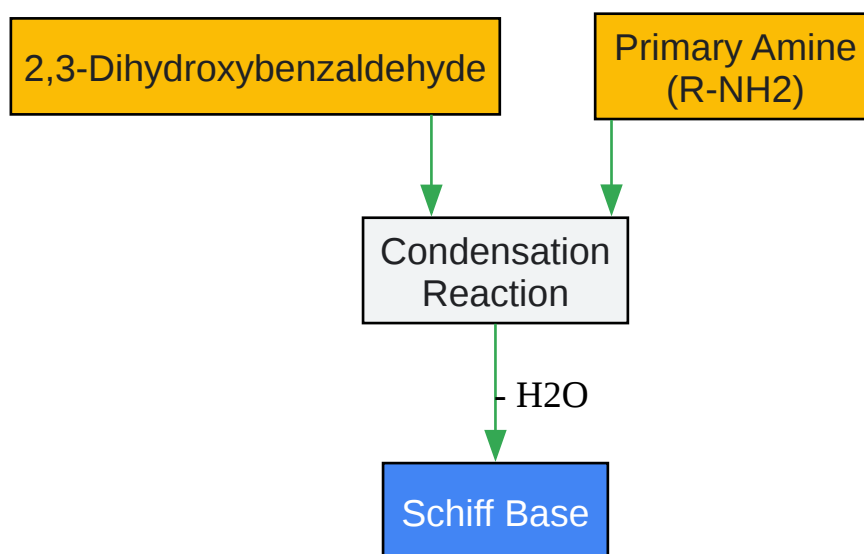 2,3-Dihydroxybenzaldehyde
Primary Amine
(R-NH2)
Condensation
Reaction
- H2O
Schiff Base